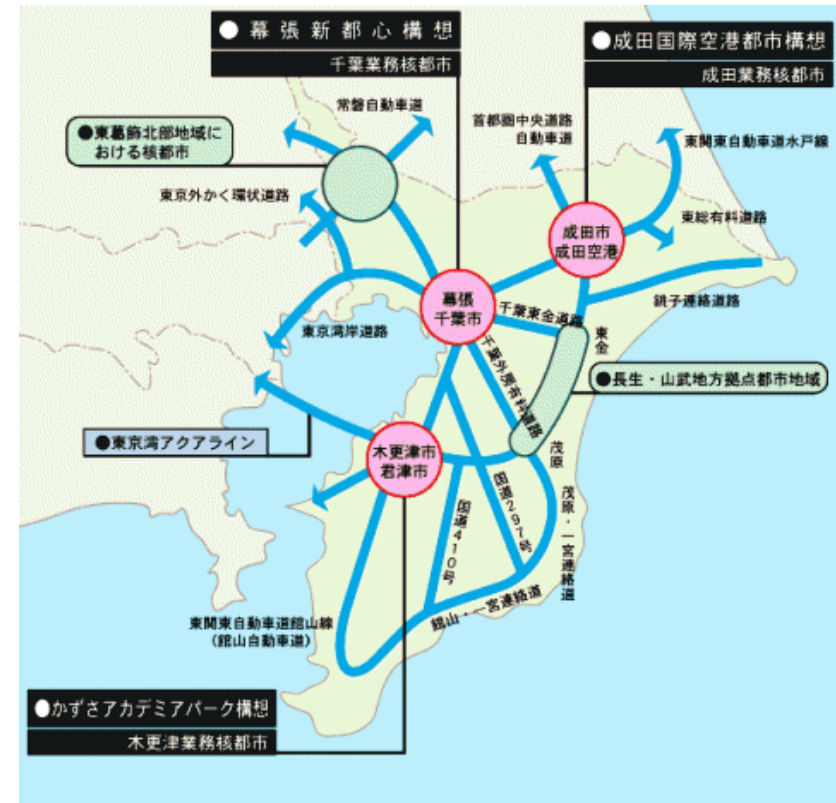 ●幕張新都心構想
千葉業務核都市
●成田国際空港都市構想
成田業務核都市
常磐自動車道
首都圏中央道路
自動車道
●東葛飾北部地域に
おける核都市
東関東自動車道水戸線
東京外かく環状道路
東総有料道路
成田市
成田空港
幕張
千葉市
千葉東金道路
銚子連絡道路
東京湾岸道路
東金
千葉外房有料道路
●長生・山武地方拠点都市地域
●東京湾アクアライン
木更津市
君津市
茂原
国道297号
国道410号
茂原・一宮連絡道
館山・一宮連絡道
東関東自動車道館山線
（館山自動車道）
●かずさアカデミアパーク構想
木更津業務核都市